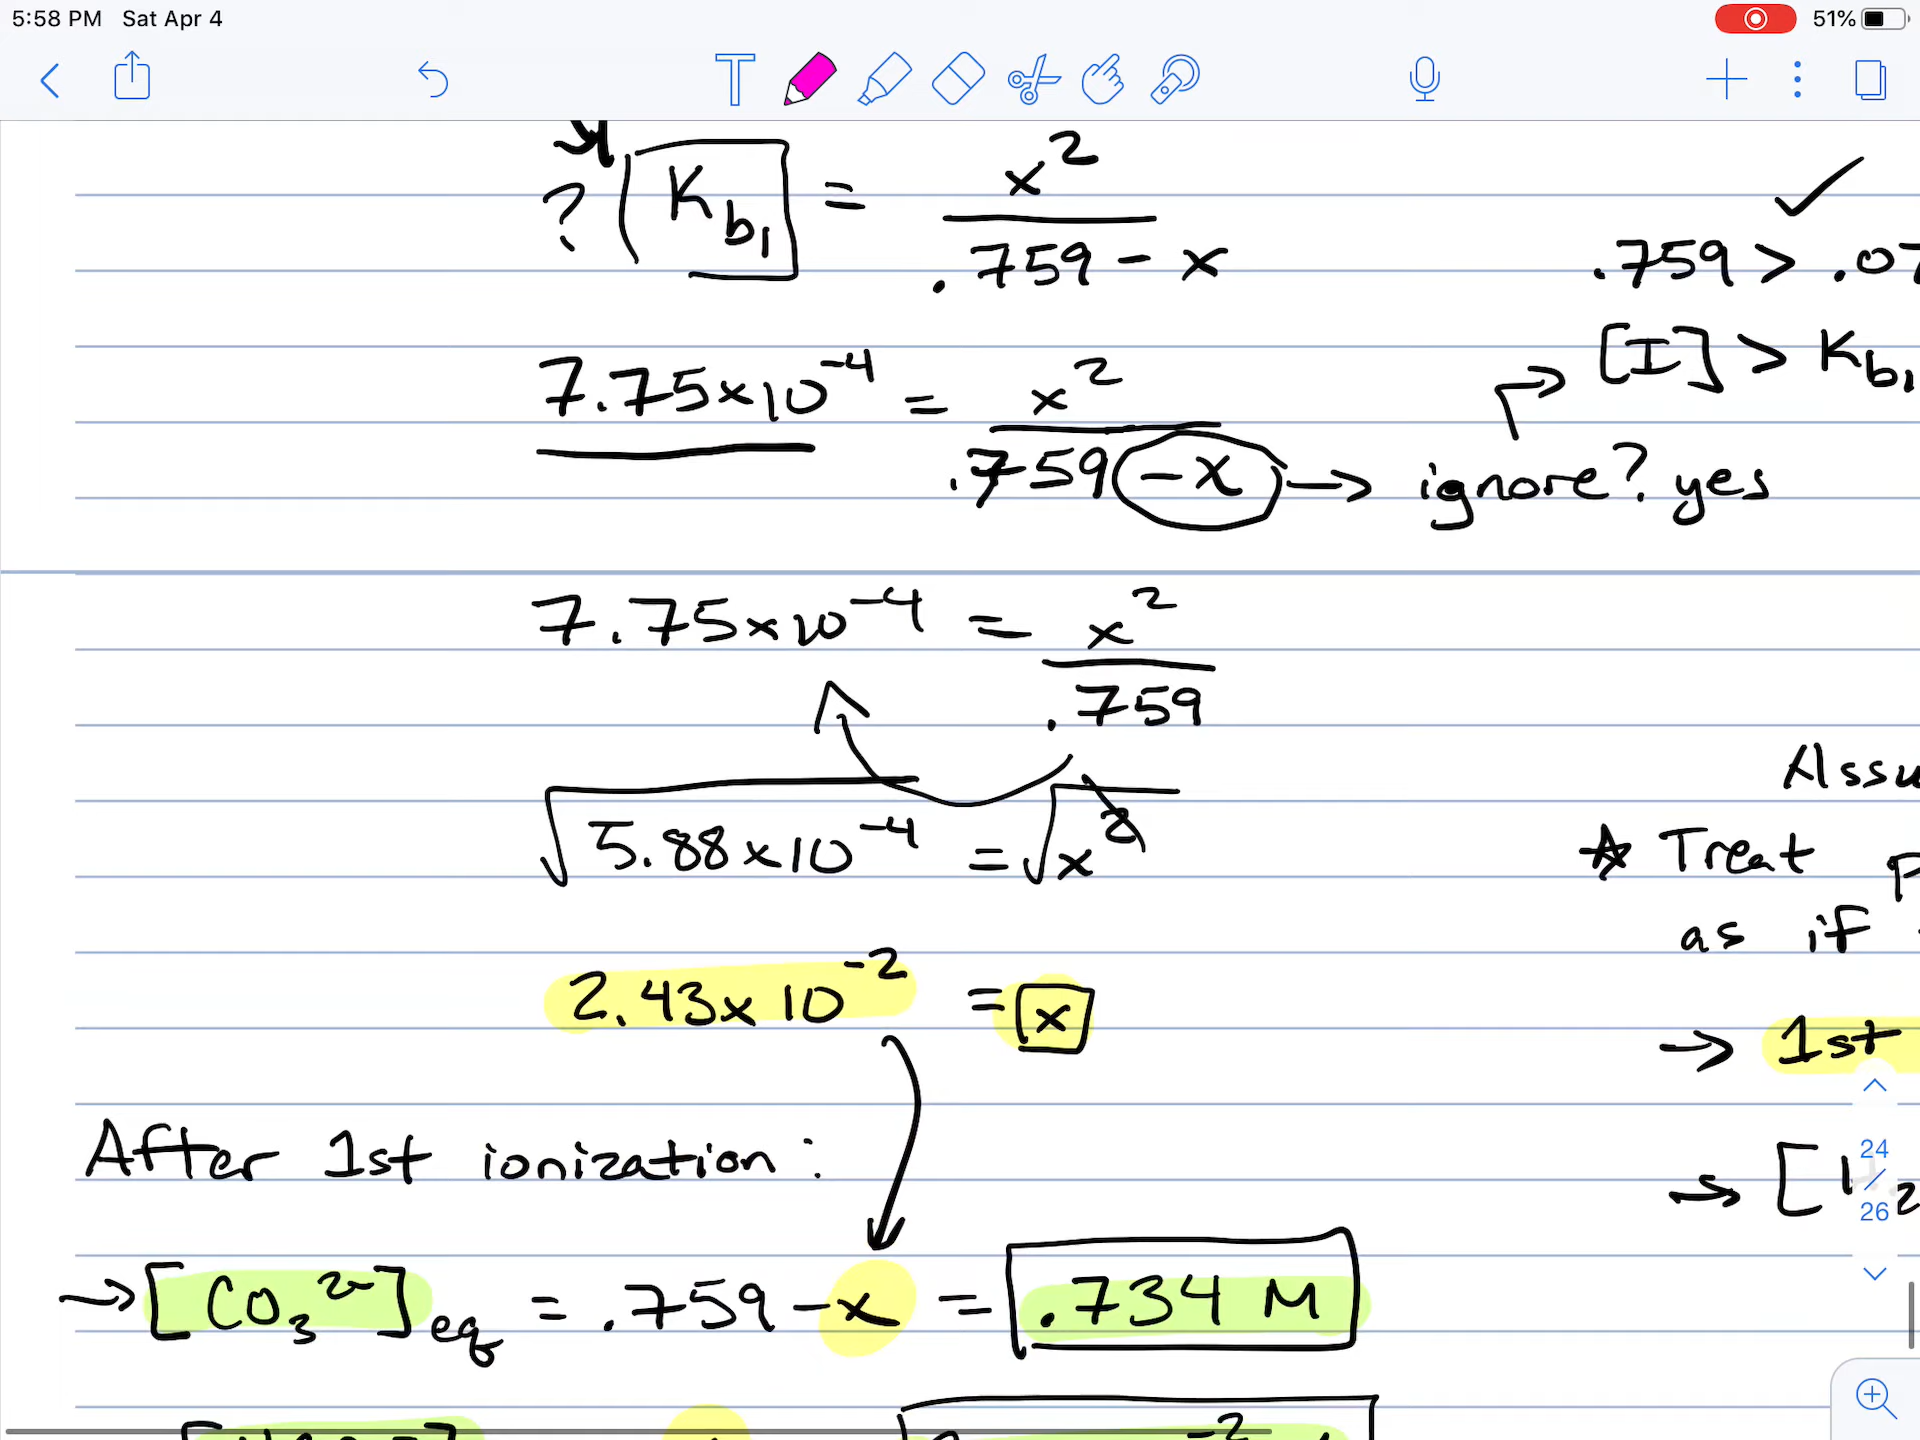 5:58 PM Sat Apr 4
51%
T
? Kb1 = x² / .759 - x
✓
.759 > .07
[I] > Kb1
7.75x10⁻⁴ = x² / .759 - x → ignore? yes
7.75x10⁻⁴ = x² / .759
√5.88x10⁻⁴ = √x²
Assu
☆ Treat p
as if
2.43x10⁻² = x
→ 1st
After 1st ionization:
→ [
2
24
/
26
→ [CO₃²⁻]eq = .759 - x = .734 M
⁻²